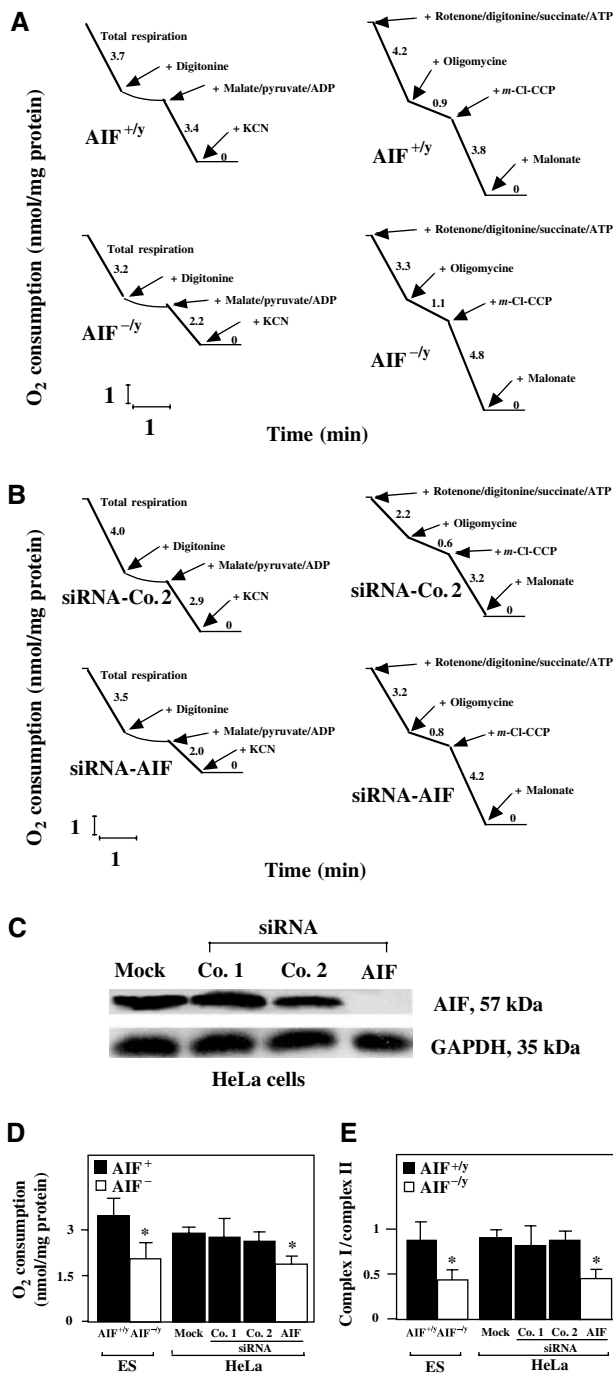 A
O₂ consumption (nmol/mg protein)
Total respiration
3.7
+ Digitonine
+ Malate/pyruvate/ADP
3.4
+ KCN
0
AIF+/y
+ Rotenone/digitonine/succinate/ATP
4.2
+ Oligomycine
0.9
+ m-Cl-CCP
3.8
+ Malonate
0
AIF+/y
Total respiration
3.2
+ Digitonine
+ Malate/pyruvate/ADP
2.2
+ KCN
0
AIF−/y
+ Rotenone/digitonine/succinate/ATP
3.3
+ Oligomycine
1.1
+ m-Cl-CCP
4.8
+ Malonate
0
AIF−/y
1
1
Time (min)
B
O₂ consumption (nmol/mg protein)
Total respiration
4.0
+ Digitonine
+ Malate/pyruvate/ADP
2.9
+ KCN
0
siRNA-Co. 2
+ Rotenone/digitonine/succinate/ATP
2.2
+ Oligomycine
0.6
+ m-Cl-CCP
3.2
+ Malonate
0
siRNA-Co. 2
Total respiration
3.5
+ Digitonine
+ Malate/pyruvate/ADP
2.0
+ KCN
0
siRNA-AIF
+ Rotenone/digitonine/succinate/ATP
3.2
+ Oligomycine
0.8
+ m-Cl-CCP
4.2
+ Malonate
0
siRNA-AIF
1
1
Time (min)
C
siRNA
Mock Co. 1 Co. 2 AIF
AIF, 57 kDa
GAPDH, 35 kDa
HeLa cells
D
O₂ consumption
(nmol/mg protein)
AIF+
AIF−
3
1.5
0
*
*
AIF+/y AIF−/y Mock Co. 1 Co. 2 AIF
siRNA
ES HeLa
E
Complex I/complex II
AIF+/y
AIF−/y
1
0.5
0
*
*
AIF+/y AIF−/y Mock Co. 1 Co. 2 AIF
siRNA
ES HeLa